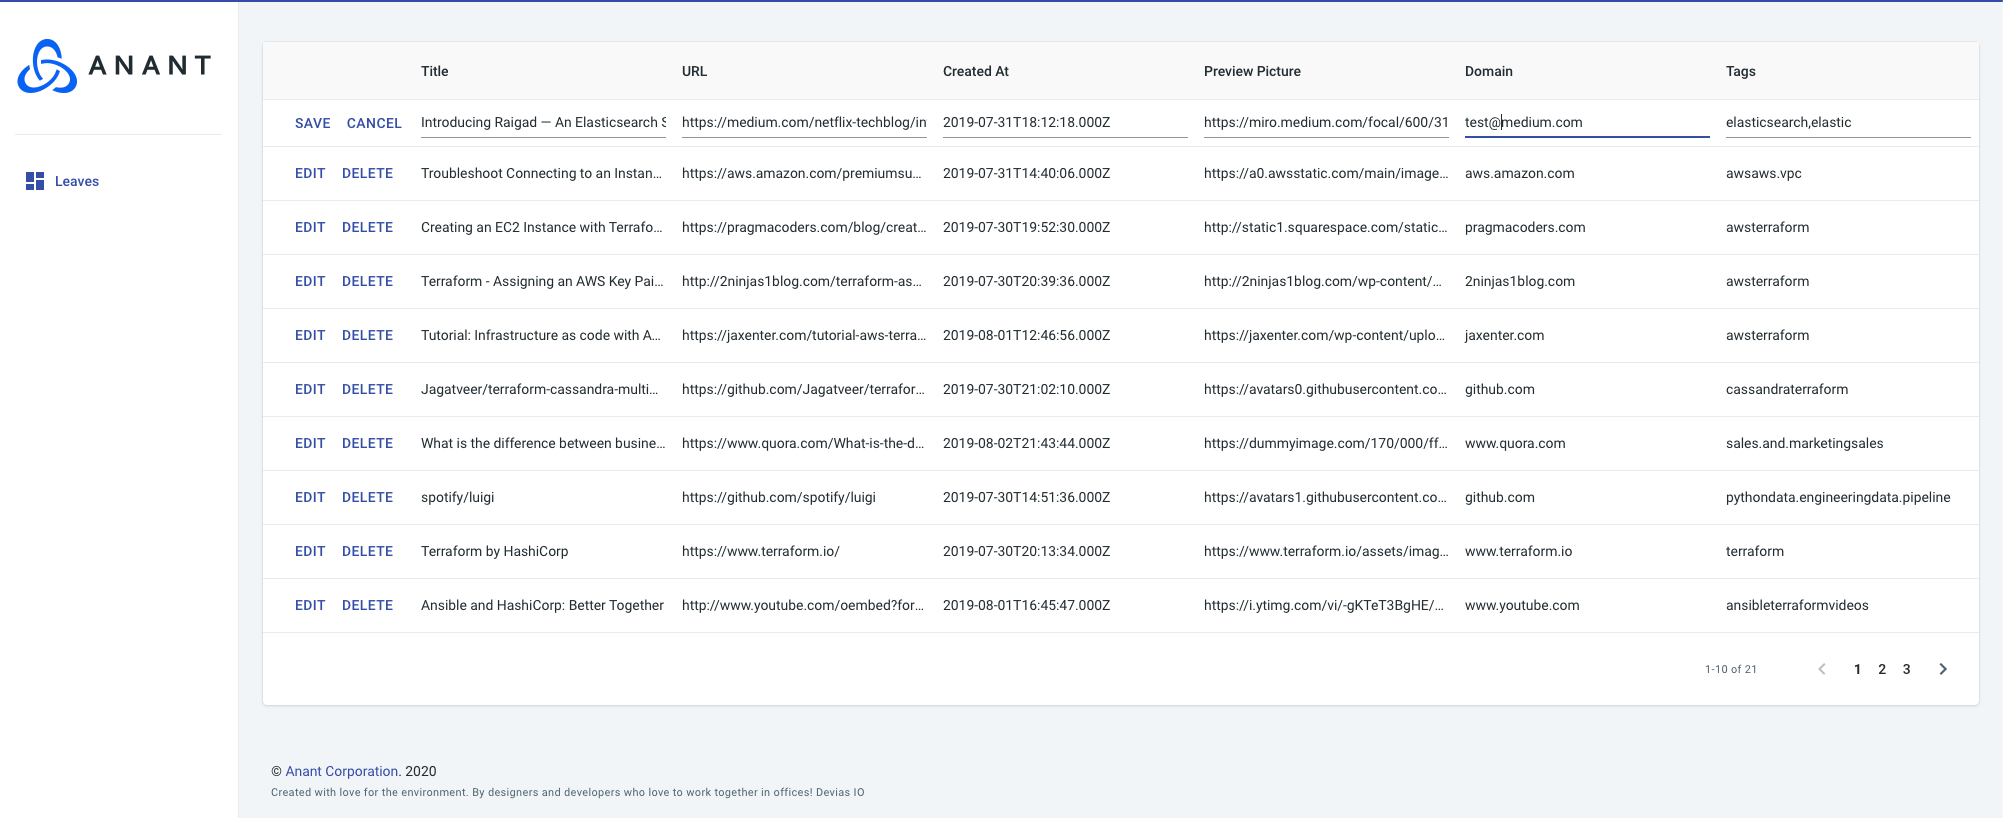 ANANT
Leaves
Title URL Created At Preview Picture Domain Tags
SAVE CANCEL Introducing Raigad — An Elasticsearch S https://medium.com/netflix-techblog/in 2019-07-31T18:12:18.000Z https://miro.medium.com/focal/600/31 test@medium.com elasticsearch,elastic
EDIT DELETE Troubleshoot Connecting to an Instan... https://aws.amazon.com/premiumsu... 2019-07-31T14:40:06.000Z https://a0.awsstatic.com/main/image... aws.amazon.com awsaws.vpc
EDIT DELETE Creating an EC2 Instance with Terrafo... https://pragmacoders.com/blog/creat... 2019-07-30T19:52:30.000Z http://static1.squarespace.com/static... pragmacoders.com awsterraform
EDIT DELETE Terraform - Assigning an AWS Key Pai... http://2ninjas1blog.com/terraform-as... 2019-07-30T20:39:36.000Z http://2ninjas1blog.com/wp-content/... 2ninjas1blog.com awsterraform
EDIT DELETE Tutorial: Infrastructure as code with A... https://jaxenter.com/tutorial-aws-terra... 2019-08-01T12:46:56.000Z https://jaxenter.com/wp-content/uplo... jaxenter.com awsterraform
EDIT DELETE Jagatveer/terraform-cassandra-multi... https://github.com/Jagatveer/terrafor... 2019-07-30T21:02:10.000Z https://avatars0.githubusercontent.co... github.com cassandraterraform
EDIT DELETE What is the difference between busine... https://www.quora.com/What-is-the-d... 2019-08-02T21:43:44.000Z https://dummyimage.com/170/000/ff... www.quora.com sales.and.marketingsales
EDIT DELETE spotify/luigi https://github.com/spotify/luigi 2019-07-30T14:51:36.000Z https://avatars1.githubusercontent.co... github.com pythondata.engineeringdata.pipeline
EDIT DELETE Terraform by HashiCorp https://www.terraform.io/ 2019-07-30T20:13:34.000Z https://www.terraform.io/assets/imag... www.terraform.io terraform
EDIT DELETE Ansible and HashiCorp: Better Together http://www.youtube.com/oembed?for... 2019-08-01T16:45:47.000Z https://i.ytimg.com/vi/-gKTeT3BgHE/... www.youtube.com ansibleterraformvideos
1-10 of 21 1 2 3
© Anant Corporation. 2020
Created with love for the environment. By designers and developers who love to work together in offices! Devias IO